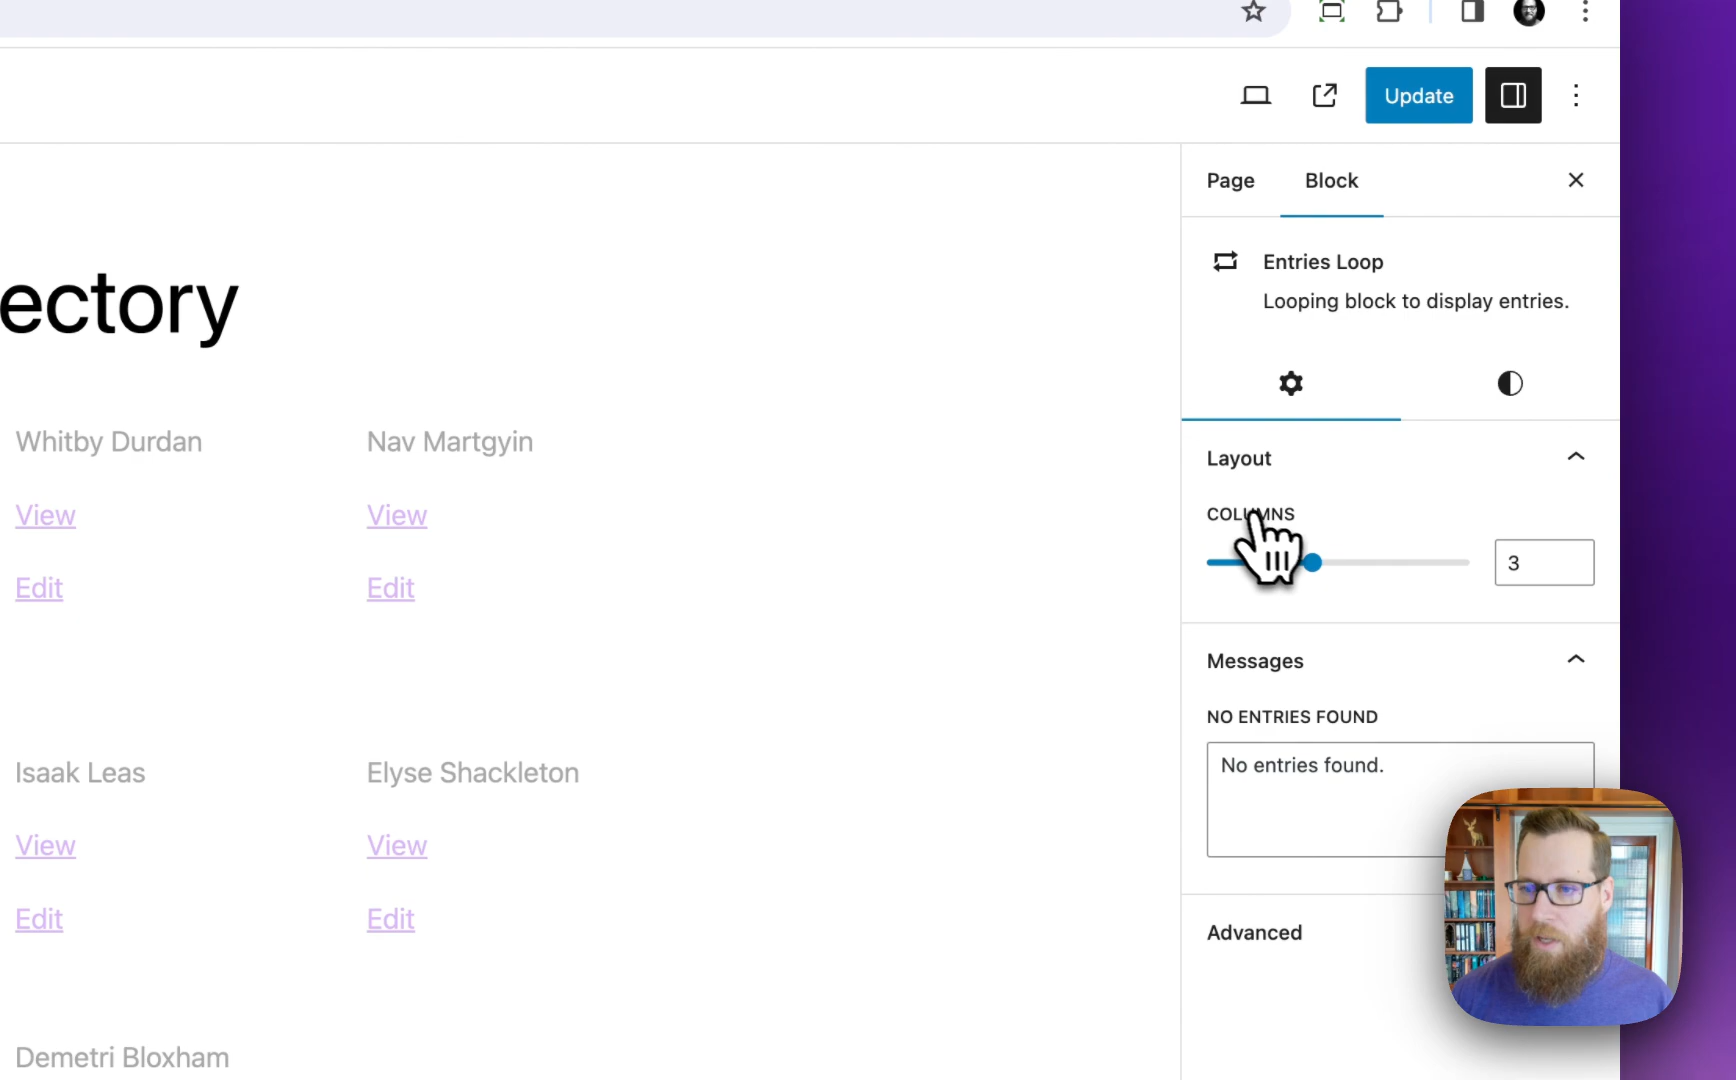 Update
Page Block
ectory
Entries Loop
Looping block to display entries.
Whitby Durdan Nav Martgyin
View View
Edit Edit
Layout
COLUMNS
3
Messages
NO ENTRIES FOUND
No entries found.
Isaak Leas Elyse Shackleton
View View
Edit Edit
Advanced
Demetri Bloxham